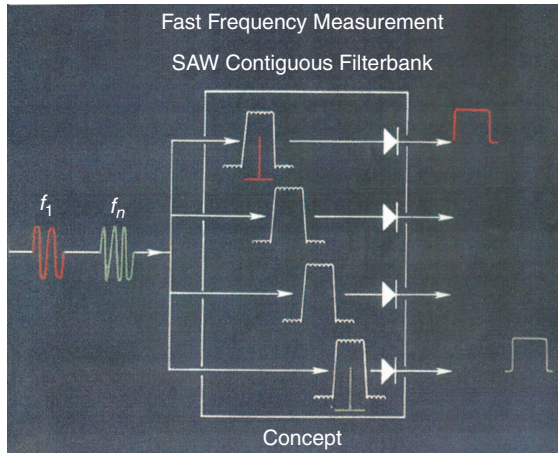 Fast Frequency Measurement
SAW Contiguous Filterbank
f1
fn
Concept